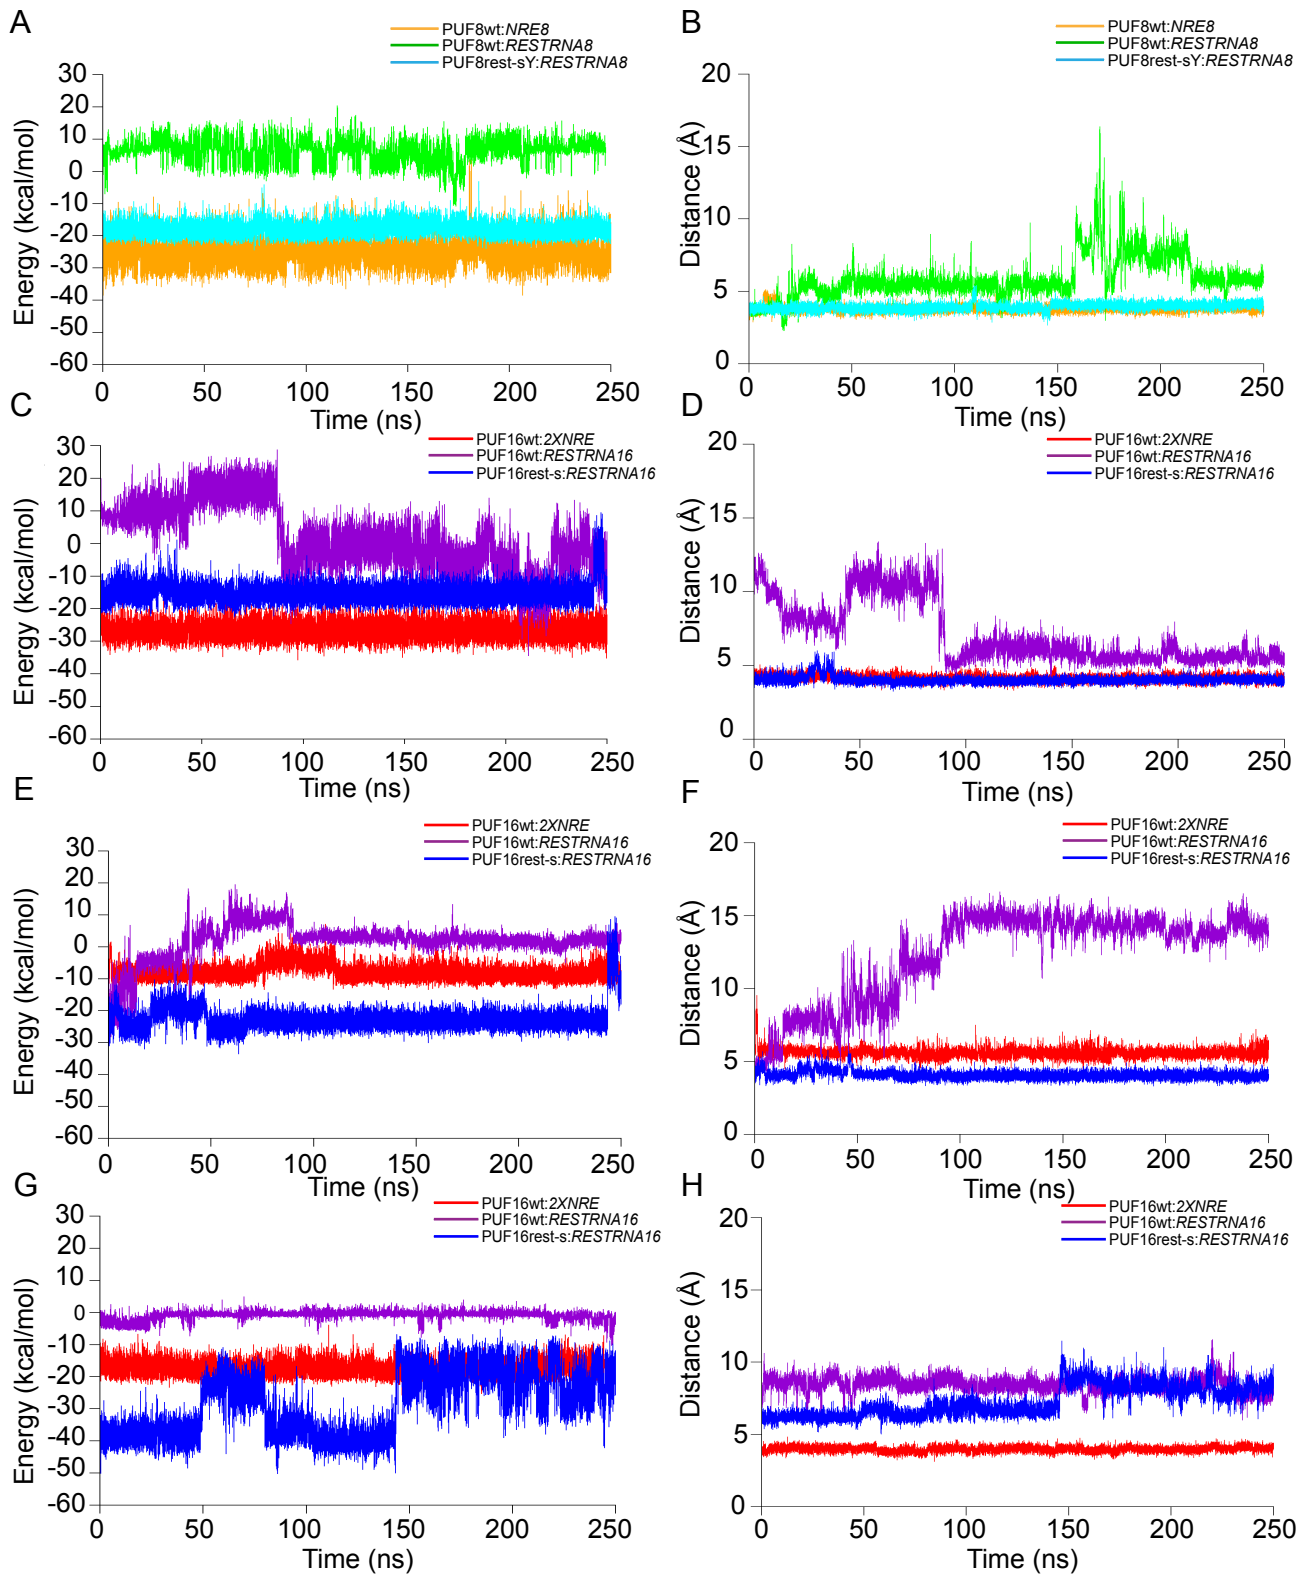 A
PUF8wt:NRE8
PUF8wt:RESTRNA8
PUF8rest-sY:RESTRNA8
30
20
10
0
-10
-20
-30
-40
-50
-60
Energy (kcal/mol)
0 50 100 150 200 250
Time (ns)
B
PUF8wt:NRE8
PUF8wt:RESTRNA8
PUF8rest-sY:RESTRNA8
20
15
10
5
0
Distance (Å)
0 50 100 150 200 250
Time (ns)
C
PUF16wt:2XNRE
PUF16wt:RESTRNA16
PUF16rest-s:RESTRNA16
30
20
10
0
-10
-20
-30
-40
-50
-60
Energy (kcal/mol)
0 50 100 150 200 250
Time (ns)
D
PUF16wt:2XNRE
PUF16wt:RESTRNA16
PUF16rest-s:RESTRNA16
20
15
10
5
0
Distance (Å)
0 50 100 150 200 250
Time (ns)
E
PUF16wt:2XNRE
PUF16wt:RESTRNA16
PUF16rest-s:RESTRNA16
30
20
10
0
-10
-20
-30
-40
-50
-60
Energy (kcal/mol)
0 50 100 150 200 250
Time (ns)
F
PUF16wt:2XNRE
PUF16wt:RESTRNA16
PUF16rest-s:RESTRNA16
20
15
10
5
0
Distance (Å)
0 50 100 150 200 250
Time (ns)
G
PUF16wt:2XNRE
PUF16wt:RESTRNA16
PUF16rest-s:RESTRNA16
30
20
10
0
-10
-20
-30
-40
-50
-60
Energy (kcal/mol)
0 50 100 150 200 250
Time (ns)
H
PUF16wt:2XNRE
PUF16wt:RESTRNA16
PUF16rest-s:RESTRNA16
20
15
10
5
0
Distance (Å)
0 50 100 150 200 250
Time (ns)